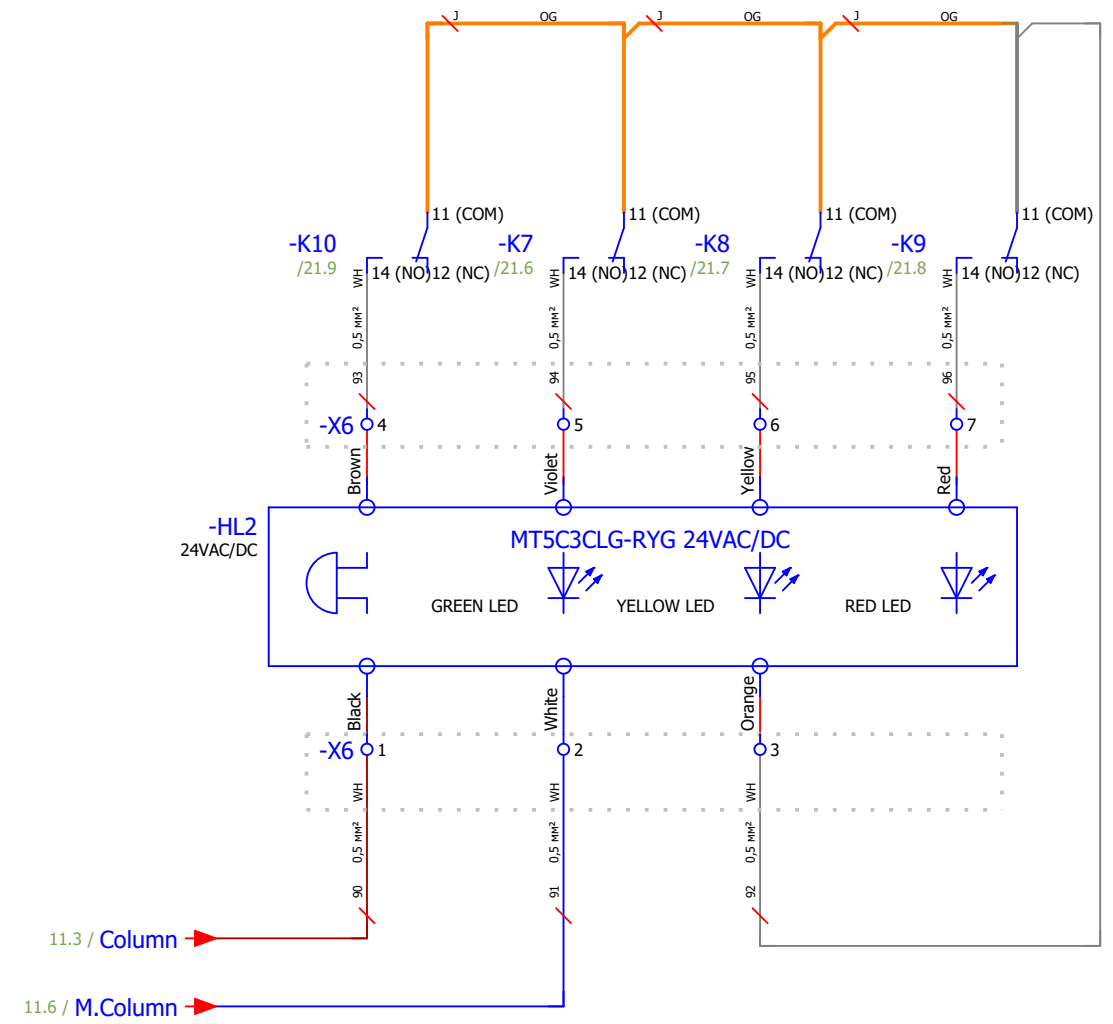 J OG J OG J OG
11 (COM) 11 (COM) 11 (COM) 11 (COM)
-K10 -K7 -K8 -K9
/21.9 /21.6 /21.7 /21.8
14 (NO) 12 (NC) 14 (NO) 12 (NC) 14 (NO) 12 (NC) 14 (NO) 12 (NC)
WH WH WH WH
0,5 мм² 0,5 мм² 0,5 мм² 0,5 мм²
93 94 95 96
-X6 4 5 6 7
Brown Violet Yellow Red
-HL2
24VAC/DC
MT5C3CLG-RYG 24VAC/DC
GREEN LED YELLOW LED RED LED
Black White Orange
-X6 1 2 3
WH WH WH
0,5 мм² 0,5 мм² 0,5 мм²
90 91 92
11.3 / Column
11.6 / M.Column